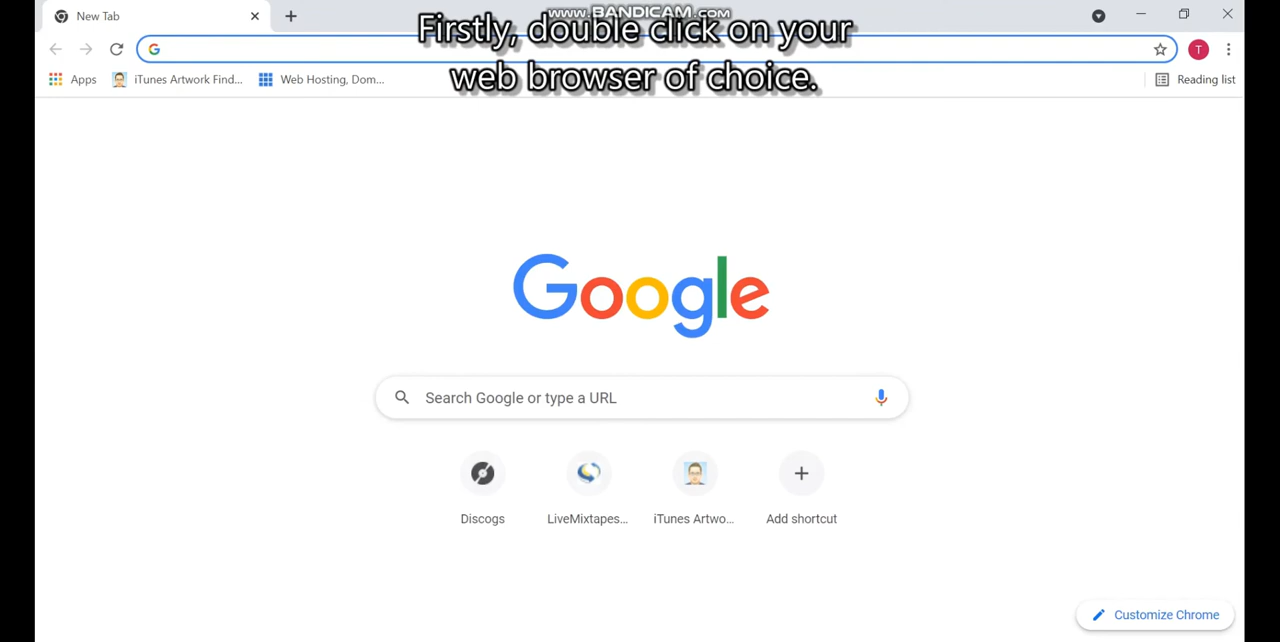 New Tab
www.BANDICAM.com
Firstly, double click on your
web browser of choice.
T
Apps
iTunes Artwork Find...
Web Hosting, Dom...
Reading list
Google
Search Google or type a URL
Discogs
LiveMixtapes...
iTunes Artwo...
Add shortcut
Customize Chrome